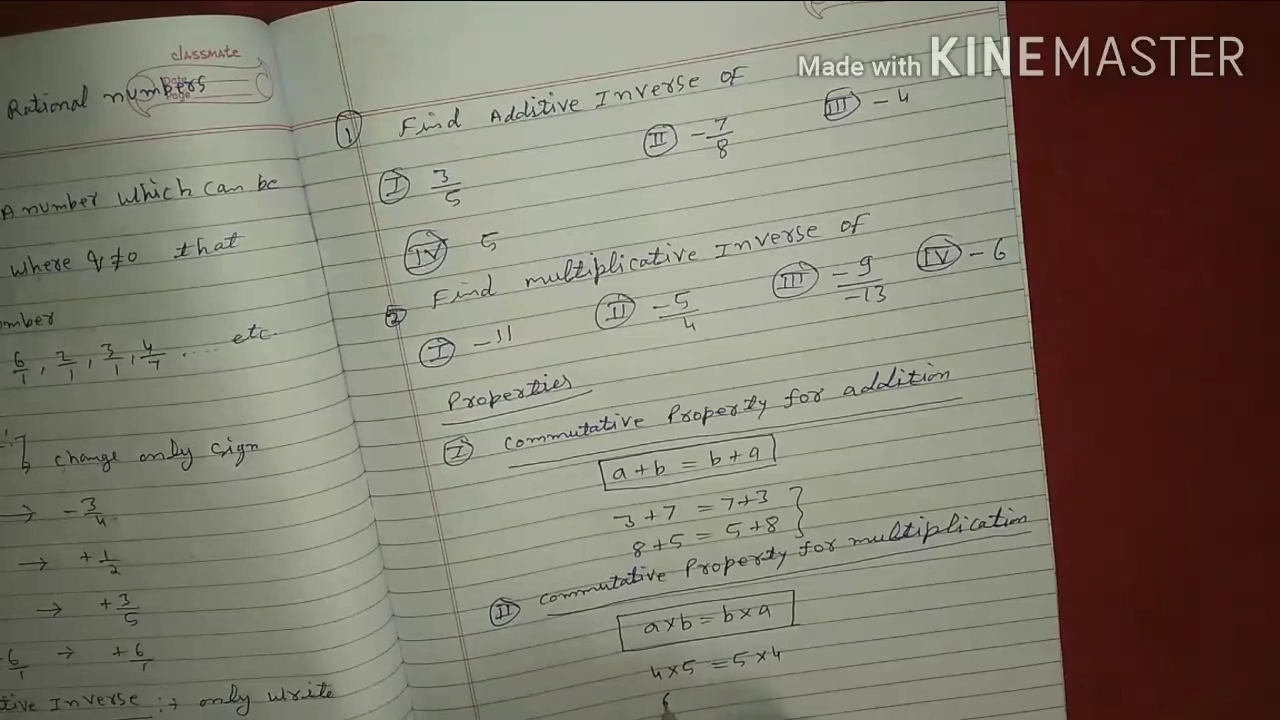 Made with KINEMASTER
classmate
Date
Page
Rational numbers
A number which can be
where q ≠ 0 that
6/1, 2/1, 3/1, 4/7 .... etc.
change only sign
→ -3/4
→ +1/2
→ +3/5
6/1 → +6/1
tive Inverse :→ only write
1 Find Additive Inverse of
I 3/5 II -7/8 III -4
IV 5
2 Find multiplicative Inverse of
I -11 II -5/4 III -9/-13 IV -6
Properties
I commutative Property for addition
a+b = b+a
3+7 = 7+3
8+5 = 5+8
II commutative Property for multiplication
a×b = b×a
4×5 = 5×4
6